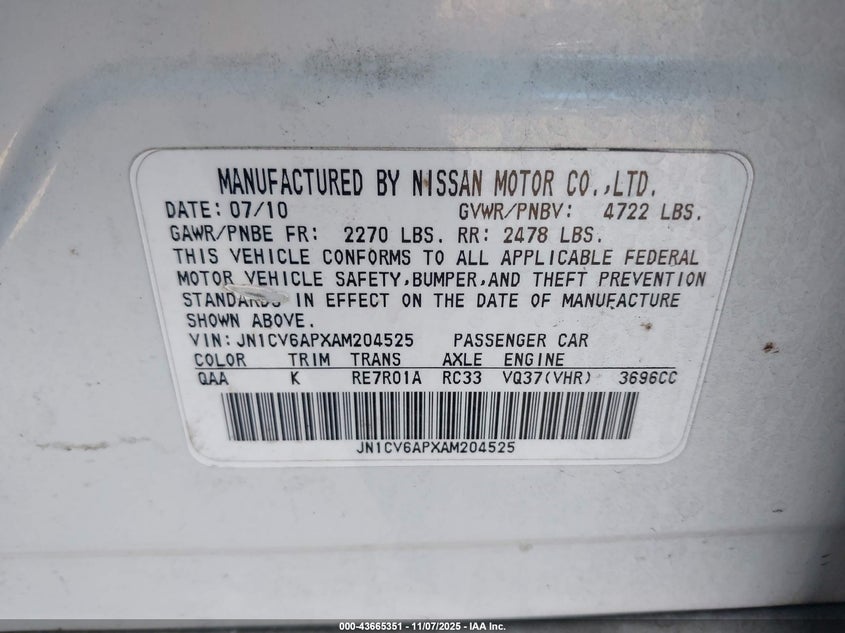 MANUFACTURED BY NISSAN MOTOR CO.,LTD.
DATE: 07/10 GVWR/PNBV: 4722 LBS.
GAWR/PNBE FR: 2270 LBS. RR: 2478 LBS.
THIS VEHICLE CONFORMS TO ALL APPLICABLE FEDERAL
MOTOR VEHICLE SAFETY,BUMPER,AND THEFT PREVENTION
STANDARDS IN EFFECT ON THE DATE OF MANUFACTURE
SHOWN ABOVE.
VIN: JN1CV6APXAM204525 PASSENGER CAR
COLOR TRIM TRANS AXLE ENGINE
QAA K RE7R01A RC33 VQ37(VHR) 3696CC
JN1CV6APXAM204525
000-43665351 - 11/07/2025 - IAA Inc.